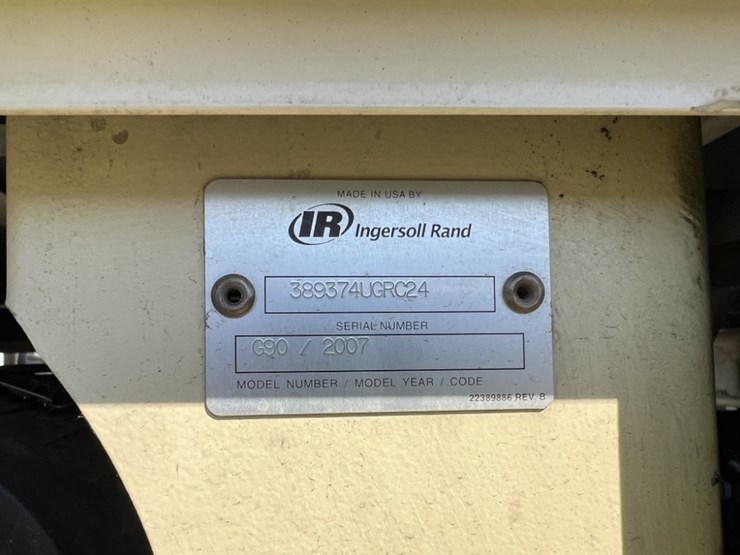 MADE IN USA BY
IR Ingersoll Rand
389374UGRC24
SERIAL NUMBER
G90 / 2007
MODEL NUMBER / MODEL YEAR / CODE
22389886 REV. B